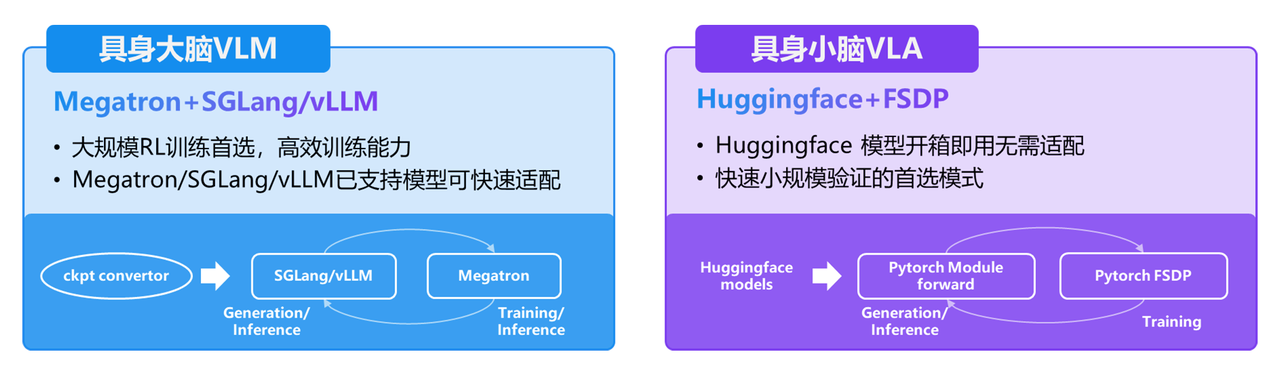 具身大脑VLM
Megatron+SGLang/vLLM
• 大规模RL训练首选，高效训练能力
• Megatron/SGLang/vLLM已支持模型可快速适配
ckpt convertor
SGLang/vLLM
Megatron
Generation/
Inference
Training/
Inference
具身小脑VLA
Huggingface+FSDP
• Huggingface 模型开箱即用无需适配
• 快速小规模验证的首选模式
Huggingface
models
Pytorch Module
forward
Pytorch FSDP
Generation/
Inference
Training